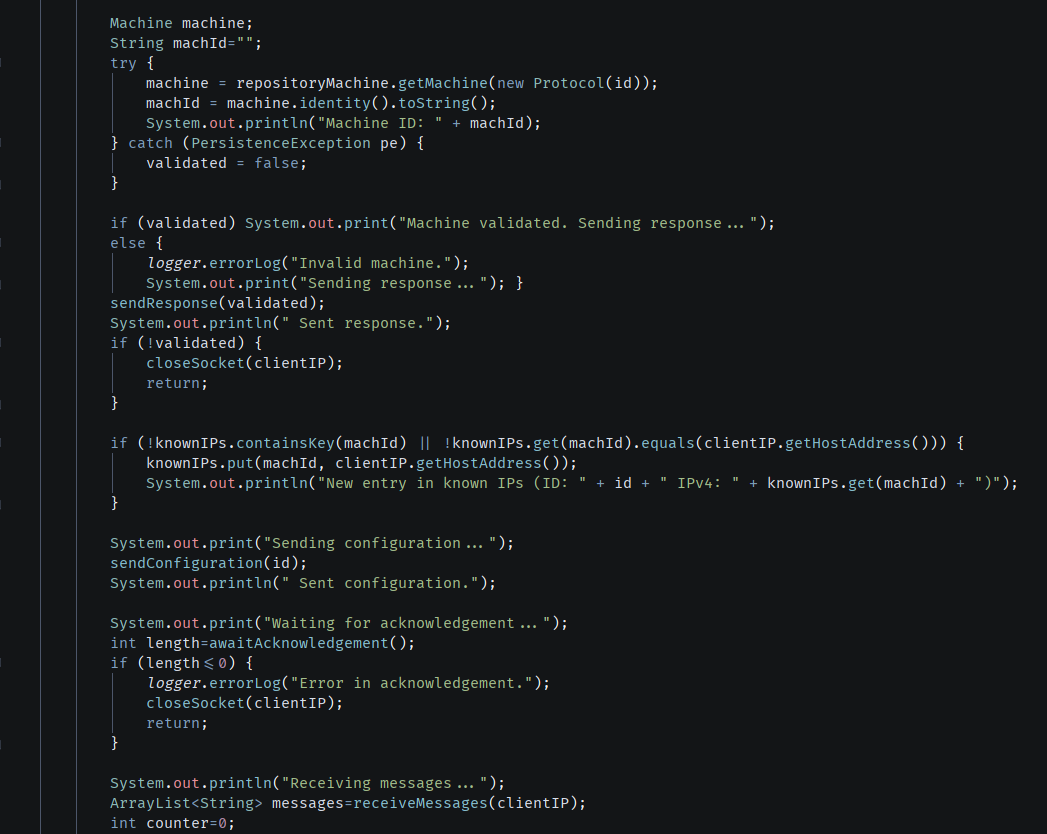 Machine machine;
String machId="";
try {
machine = repositoryMachine.getMachine(new Protocol(id));
machId = machine.identity().toString();
System.out.println("Machine ID: " + machId);
} catch (PersistenceException pe) {
validated = false;
}
if (validated) System.out.print("Machine validated. Sending response...");
else {
logger.errorLog("Invalid machine.");
System.out.print("Sending response..."); }
sendResponse(validated);
System.out.println(" Sent response.");
if (!validated) {
closeSocket(clientIP);
return;
}
if (!knownIPs.containsKey(machId) || !knownIPs.get(machId).equals(clientIP.getHostAddress())) {
knownIPs.put(machId, clientIP.getHostAddress());
System.out.println("New entry in known IPs (ID: " + id + " IPv4: " + knownIPs.get(machId) + ")");
}
System.out.print("Sending configuration...");
sendConfiguration(id);
System.out.println(" Sent configuration.");
System.out.print("Waiting for acknowledgement...");
int length=awaitAcknowledgement();
if (length<=0) {
logger.errorLog("Error in acknowledgement.");
closeSocket(clientIP);
return;
}
System.out.println("Receiving messages...");
ArrayList<String> messages=receiveMessages(clientIP);
int counter=0;